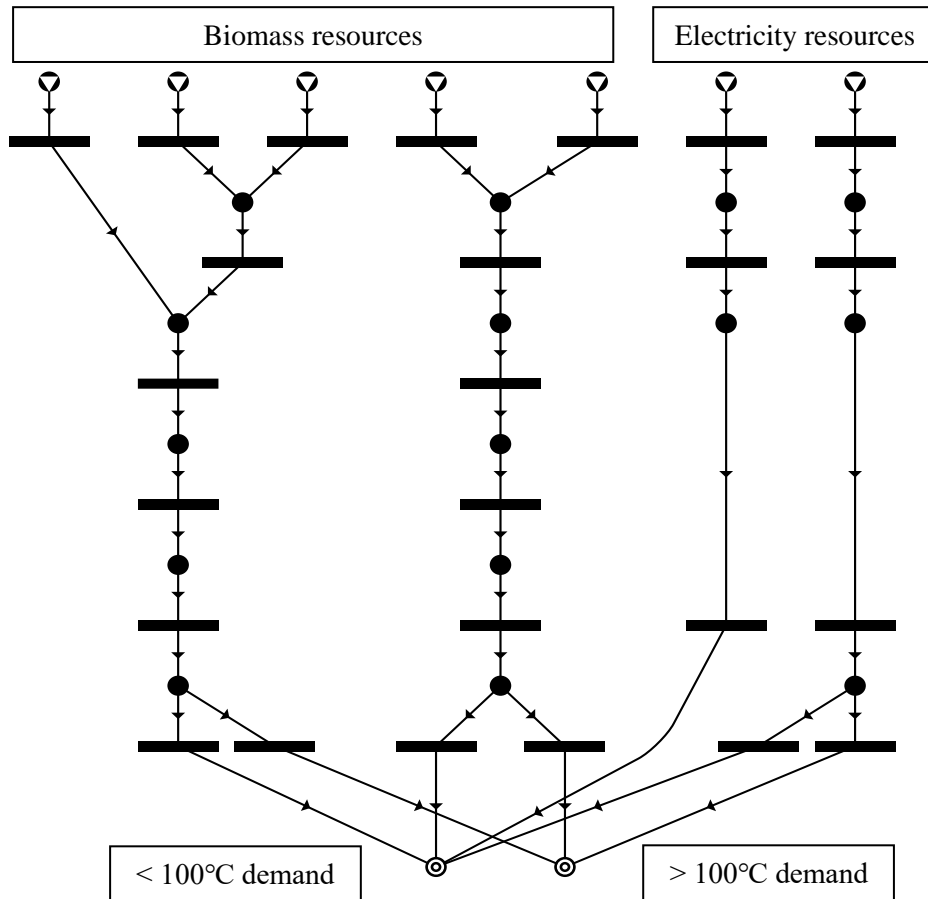 Biomass resources
Electricity resources
< 100°C demand
> 100°C demand